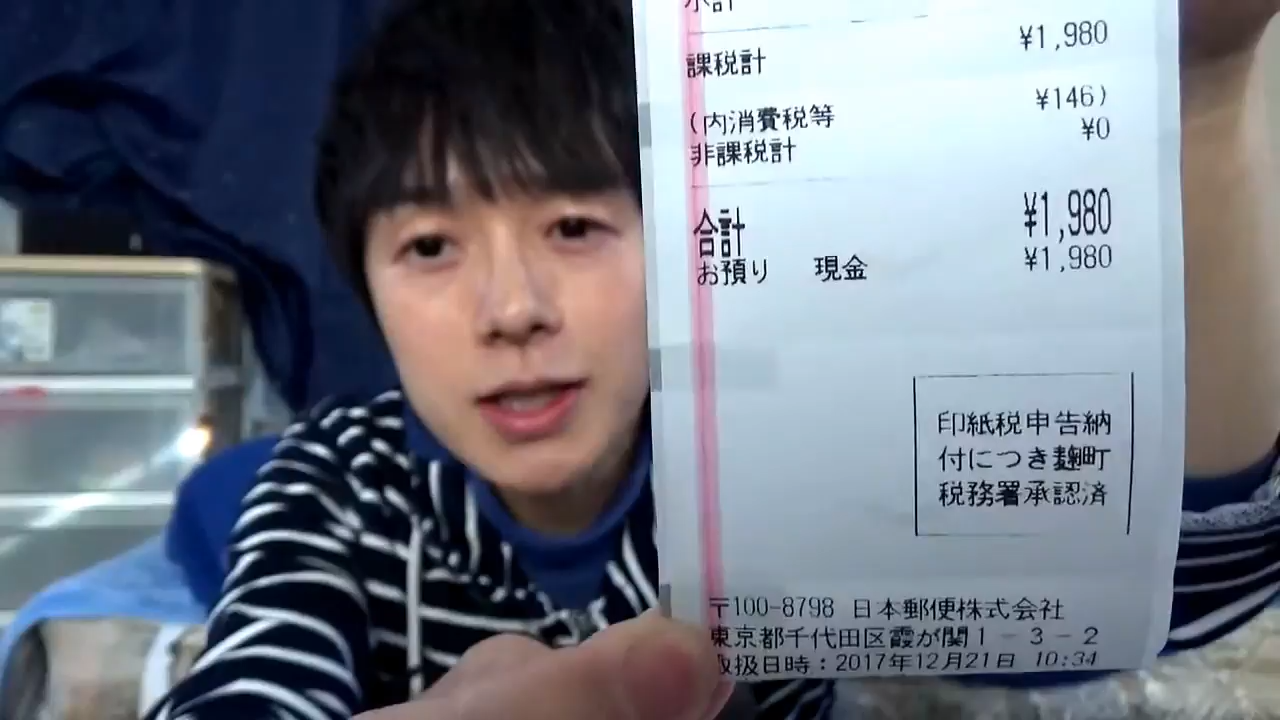 小計
課税計 ¥1,980
(内消費税等 ¥146)
非課税計 ¥0
合計 ¥1,980
お預り 現金 ¥1,980
印紙税申告納
付につき麹町
税務署承認済
〒100-8798 日本郵便株式会社
東京都千代田区霞が関1-3-2
取扱日時:2017年12月21日 10:34